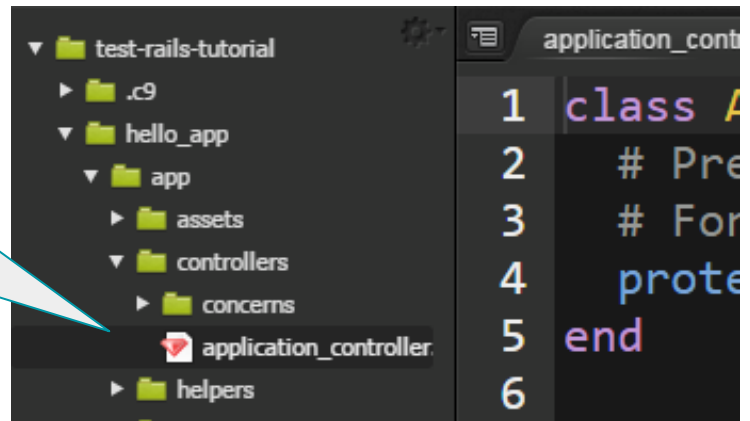 test-rails-tutorial
.c9
hello_app
app
assets
controllers
concerns
application_controller.
helpers
application_contr
1 class A
2 # Pre
3 # For
4 prote
5 end
6